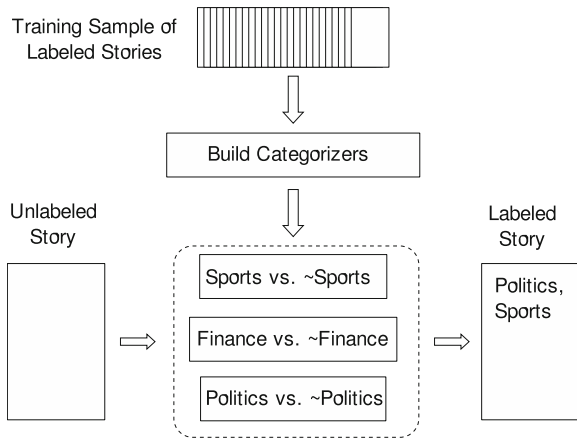 Training Sample of
Labeled Stories
Build Categorizers
Unlabeled
Story
Labeled
Story
Sports vs. ~Sports
Finance vs. ~Finance
Politics vs. ~Politics
Politics,
Sports